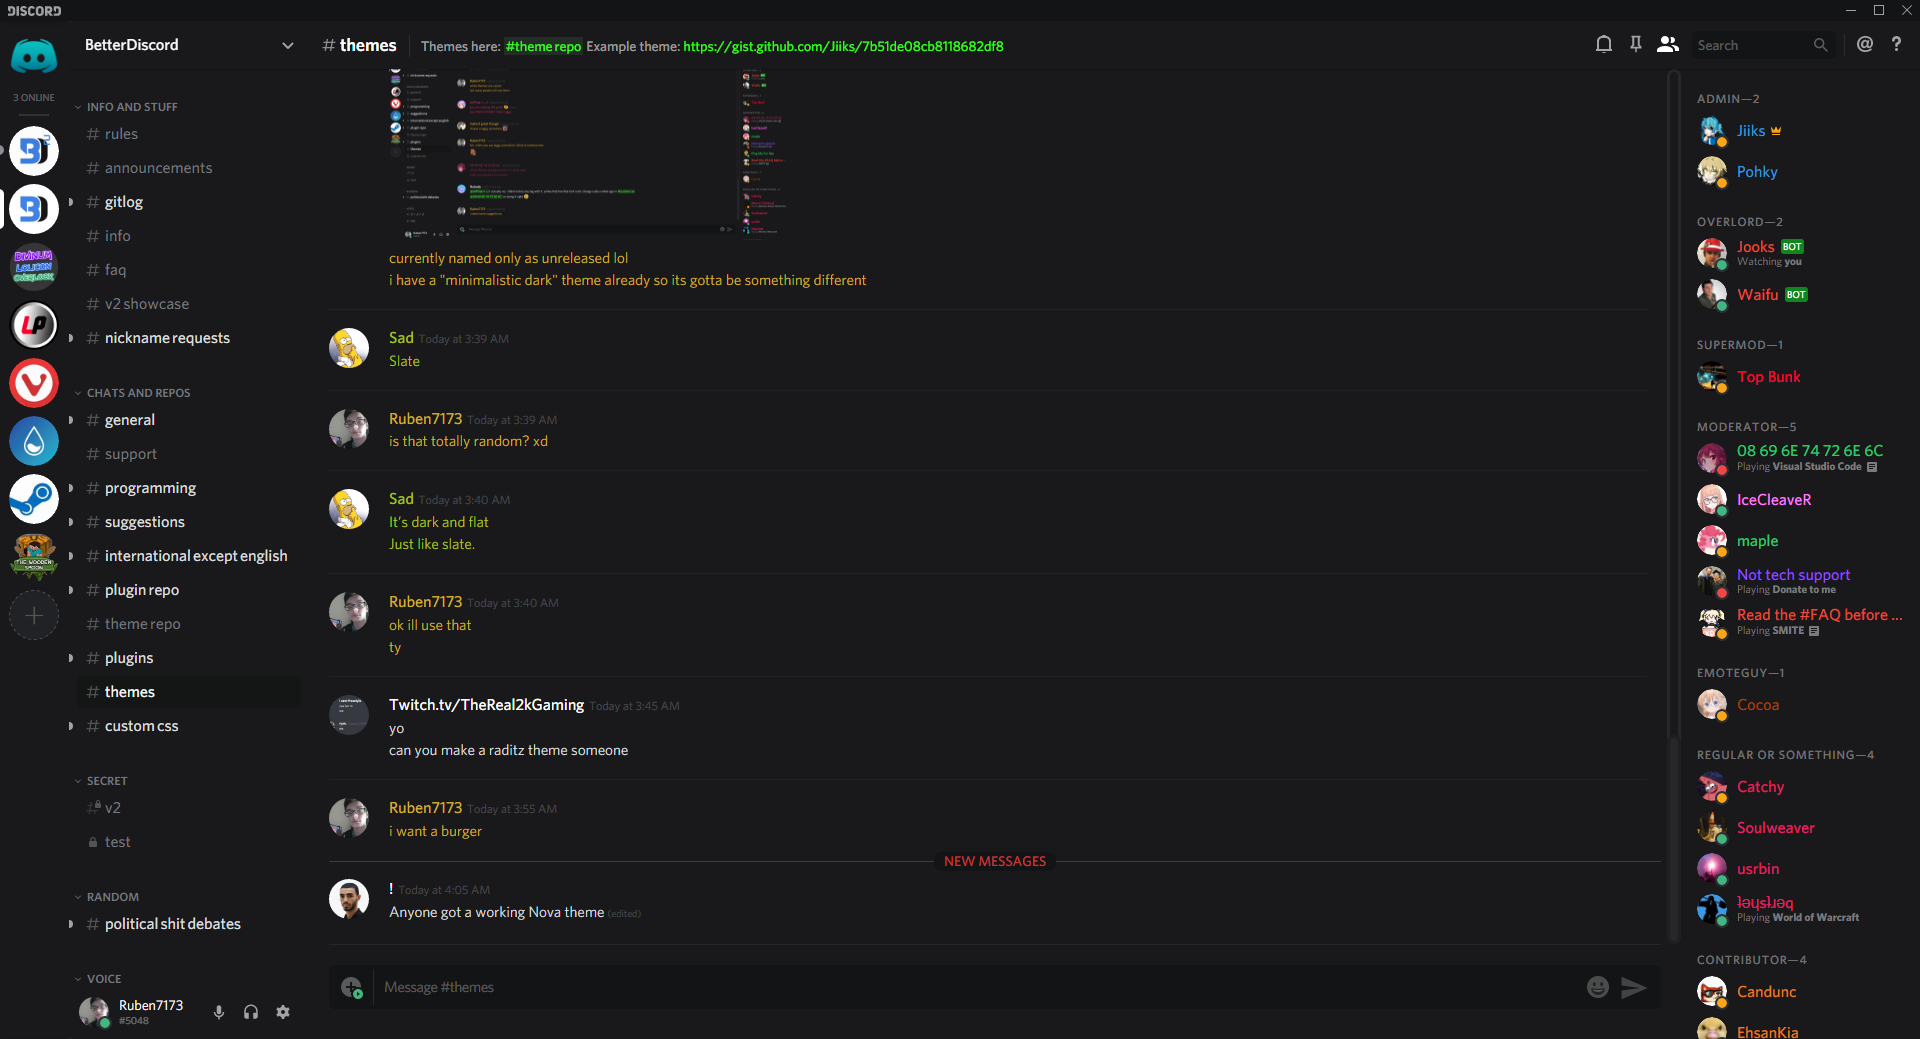 DISCORD
BetterDiscord
# themes
Themes here: #theme repo Example theme: https://gist.github.com/Jiiks/7b51de08cb8118682df8
Search
@
?
3 ONLINE
DIVINUM
LOLICON
OVERLOCK
LP
THE WOODEN
SPOON
INFO AND STUFF
# rules
# announcements
# gitlog
# info
# faq
# v2 showcase
# nickname requests
CHATS AND REPOS
# general
# support
# programming
# suggestions
# international except english
# plugin repo
# theme repo
# plugins
# themes
# custom css
SECRET
# v2
test
RANDOM
# political shit debates
VOICE
Ruben7173
#5048
currently named only as unreleased lol
i have a "minimalistic dark" theme already so its gotta be something different
Sad Today at 3:39 AM
Slate
Ruben7173 Today at 3:39 AM
is that totally random? xd
Sad Today at 3:40 AM
It's dark and flat
Just like slate.
Ruben7173 Today at 3:40 AM
ok ill use that
ty
Twitch.tv/TheReal2kGaming Today at 3:45 AM
yo
can you make a raditz theme someone
Ruben7173 Today at 3:55 AM
i want a burger
NEW MESSAGES
! Today at 4:05 AM
Anyone got a working Nova theme (edited)
Message #themes
ADMIN—2
Jiiks
Pohky
OVERLORD—2
Jooks BOT
Watching you
Waifu BOT
SUPERMOD—1
Top Bunk
MODERATOR—5
08 69 6E 74 72 6E 6C
Playing Visual Studio Code
IceCleaveR
maple
Not tech support
Playing Donate to me
Read the #FAQ before ...
Playing SMITE
EMOTEGUY—1
Cocoa
REGULAR OR SOMETHING—4
Catchy
Soulweaver
usrbin
Playing World of Warcraft
CONTRIBUTOR—4
Candunc
EhsanKia